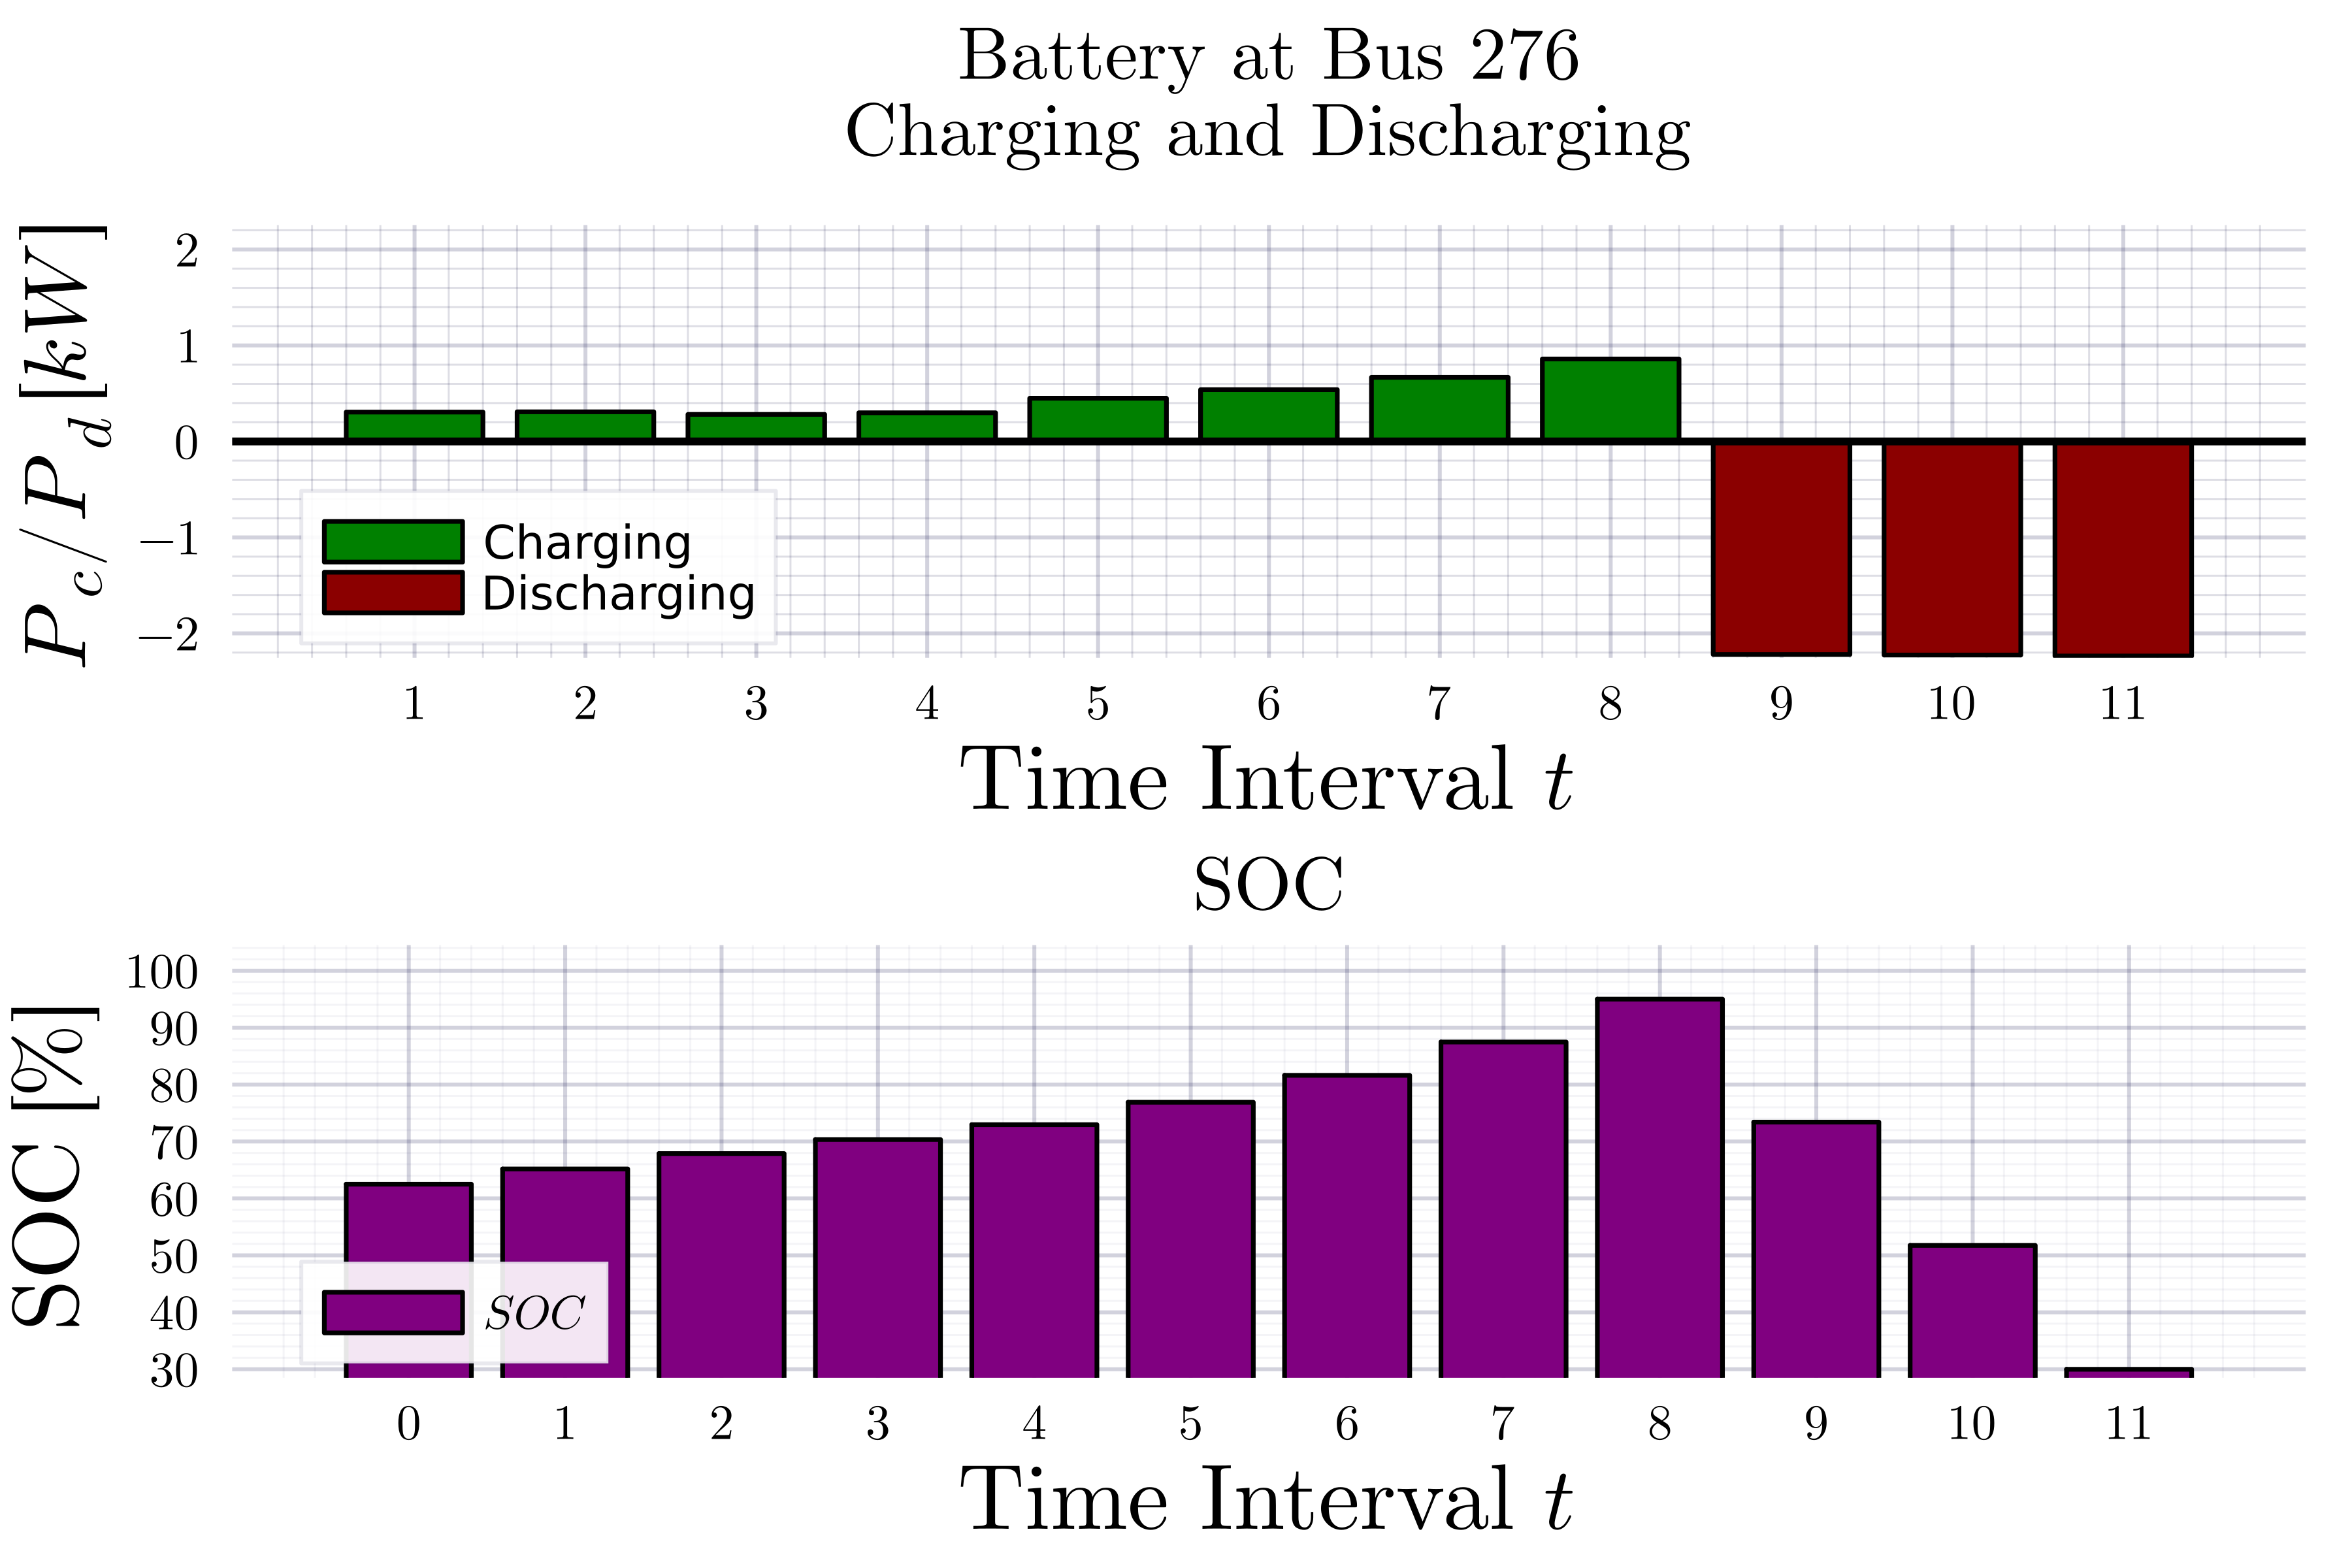 Battery at Bus 276
Charging and Discharging
P_c/P_d [kW]
2
1
0
−1
−2
Charging
Discharging
1 2 3 4 5 6 7 8 9 10 11
Time Interval t
SOC
SOC [%]
100
90
80
70
60
50
40
30
SOC
0 1 2 3 4 5 6 7 8 9 10 11
Time Interval t